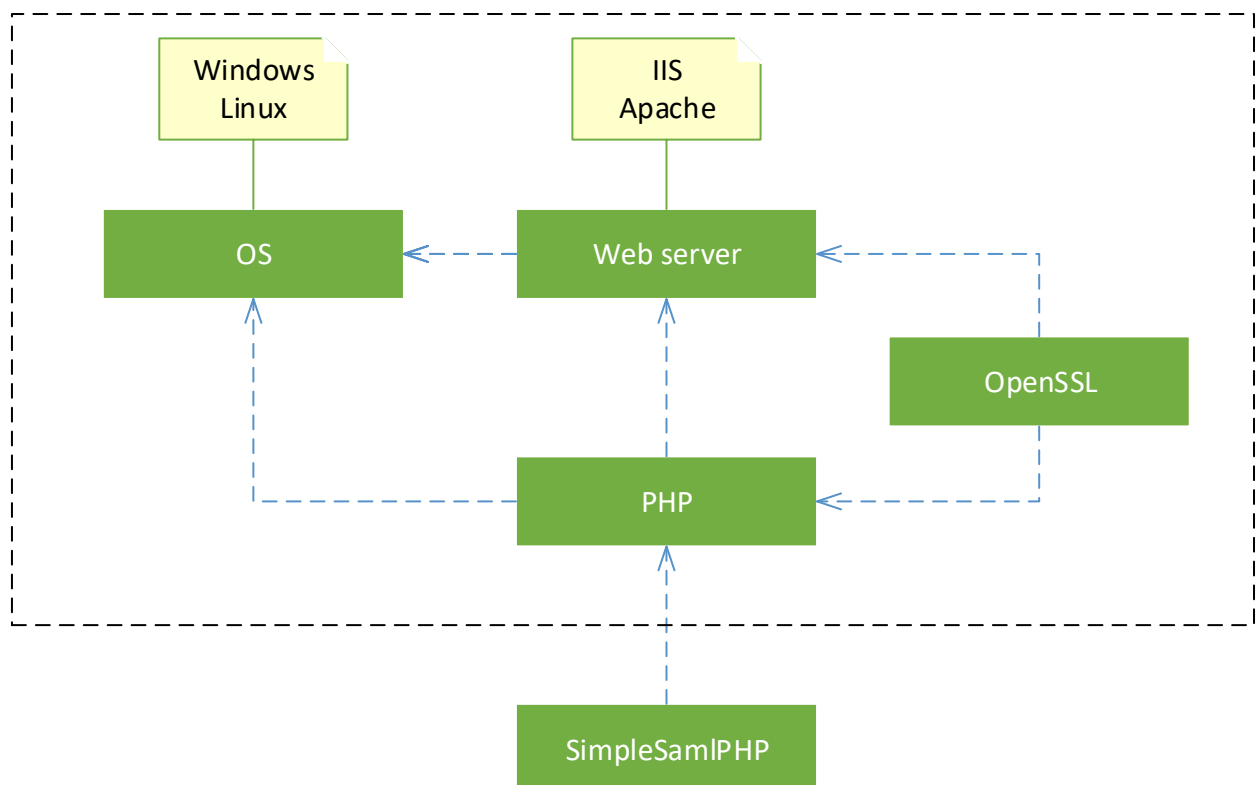 Windows
Linux
IIS
Apache
OS
Web server
OpenSSL
PHP
SimpleSamlPHP